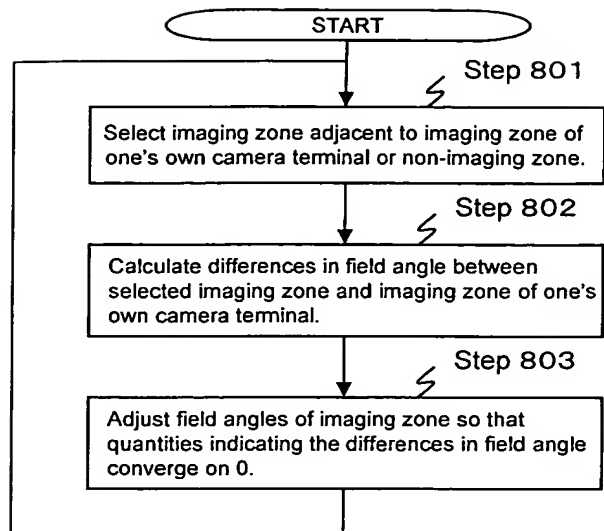 START
Step 801
Select imaging zone adjacent to imaging zone of
one's own camera terminal or non-imaging zone.
Step 802
Calculate differences in field angle between
selected imaging zone and imaging zone of one's
own camera terminal.
Step 803
Adjust field angles of imaging zone so that
quantities indicating the differences in field angle
converge on 0.